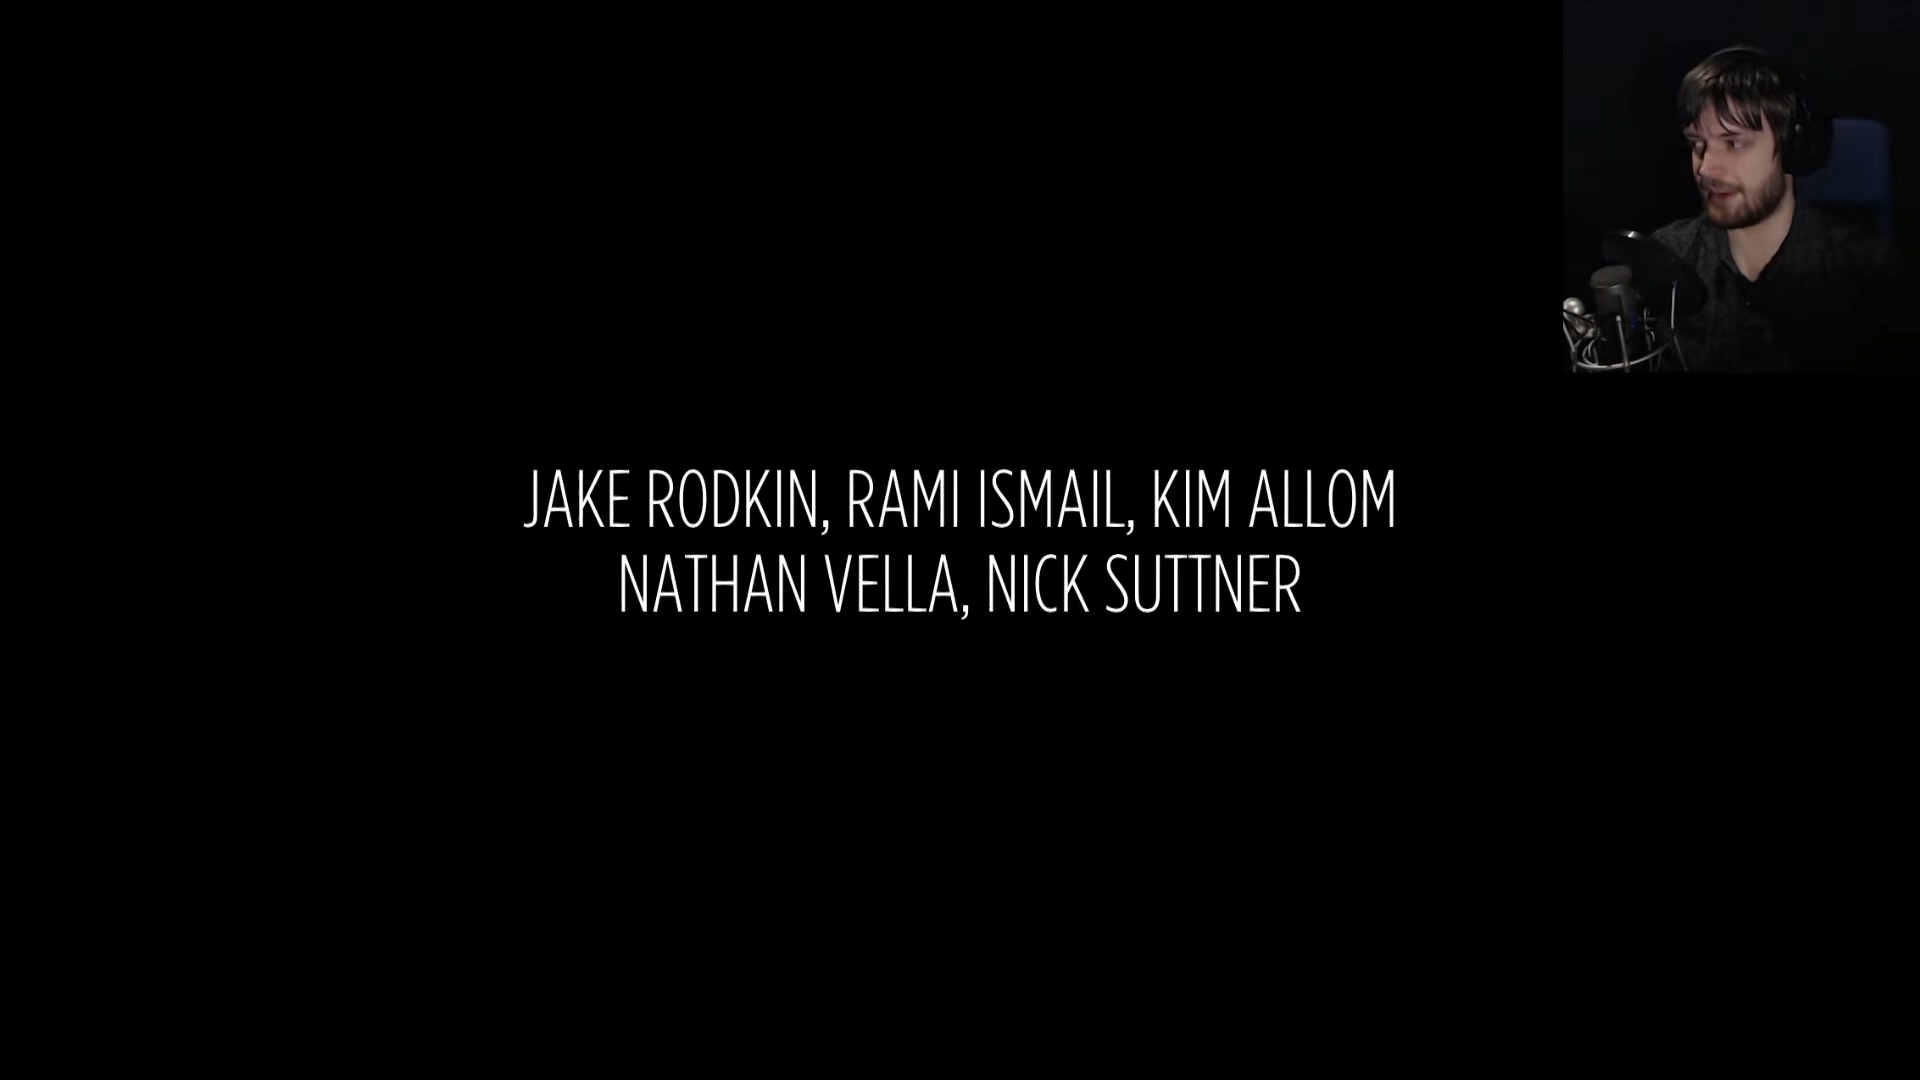 JAKE RODKIN, RAMI ISMAIL, KIM ALLOM
NATHAN VELLA, NICK SUTTNER